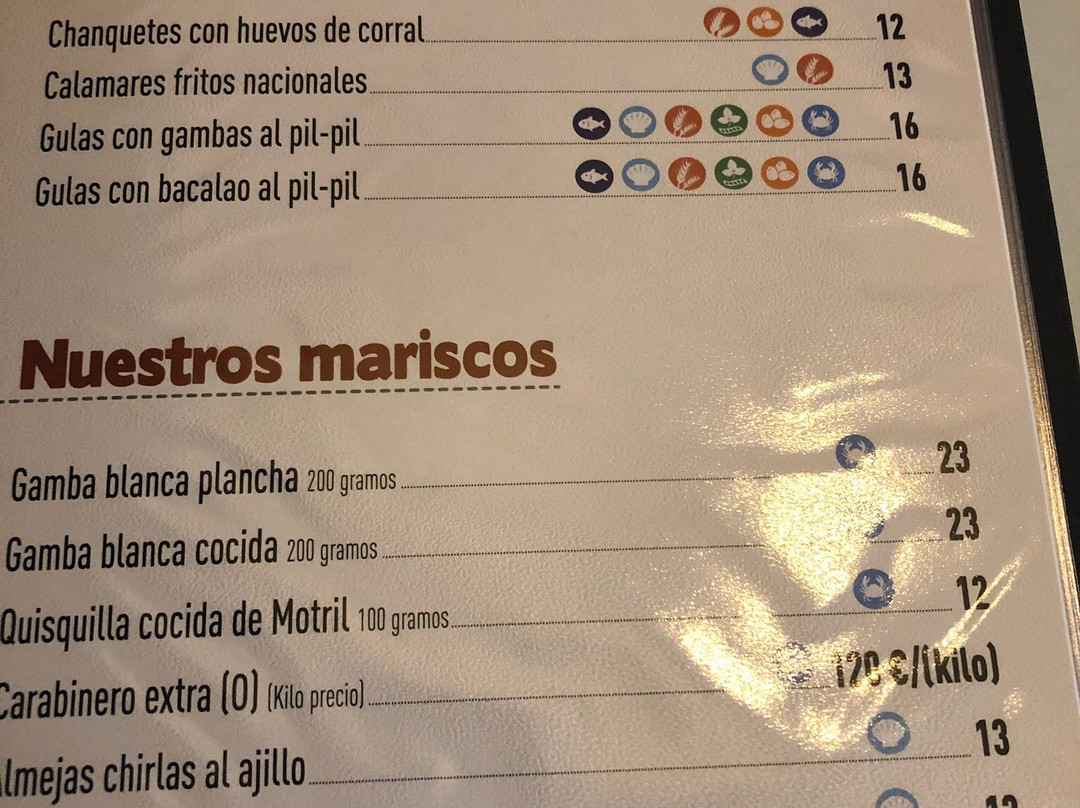 Chanquetes con huevos de corral 12
Calamares fritos nacionales 13
Gulas con gambas al pil-pil 16
Gulas con bacalao al pil-pil 16
Nuestros mariscos
Gamba blanca plancha 200 gramos 23
Gamba blanca cocida 200 gramos 23
Quisquilla cocida de Motril 100 gramos 12
Carabinero extra (O) (Kilo precio) 120 €/(kilo)
lmejas chirlas al ajillo 13